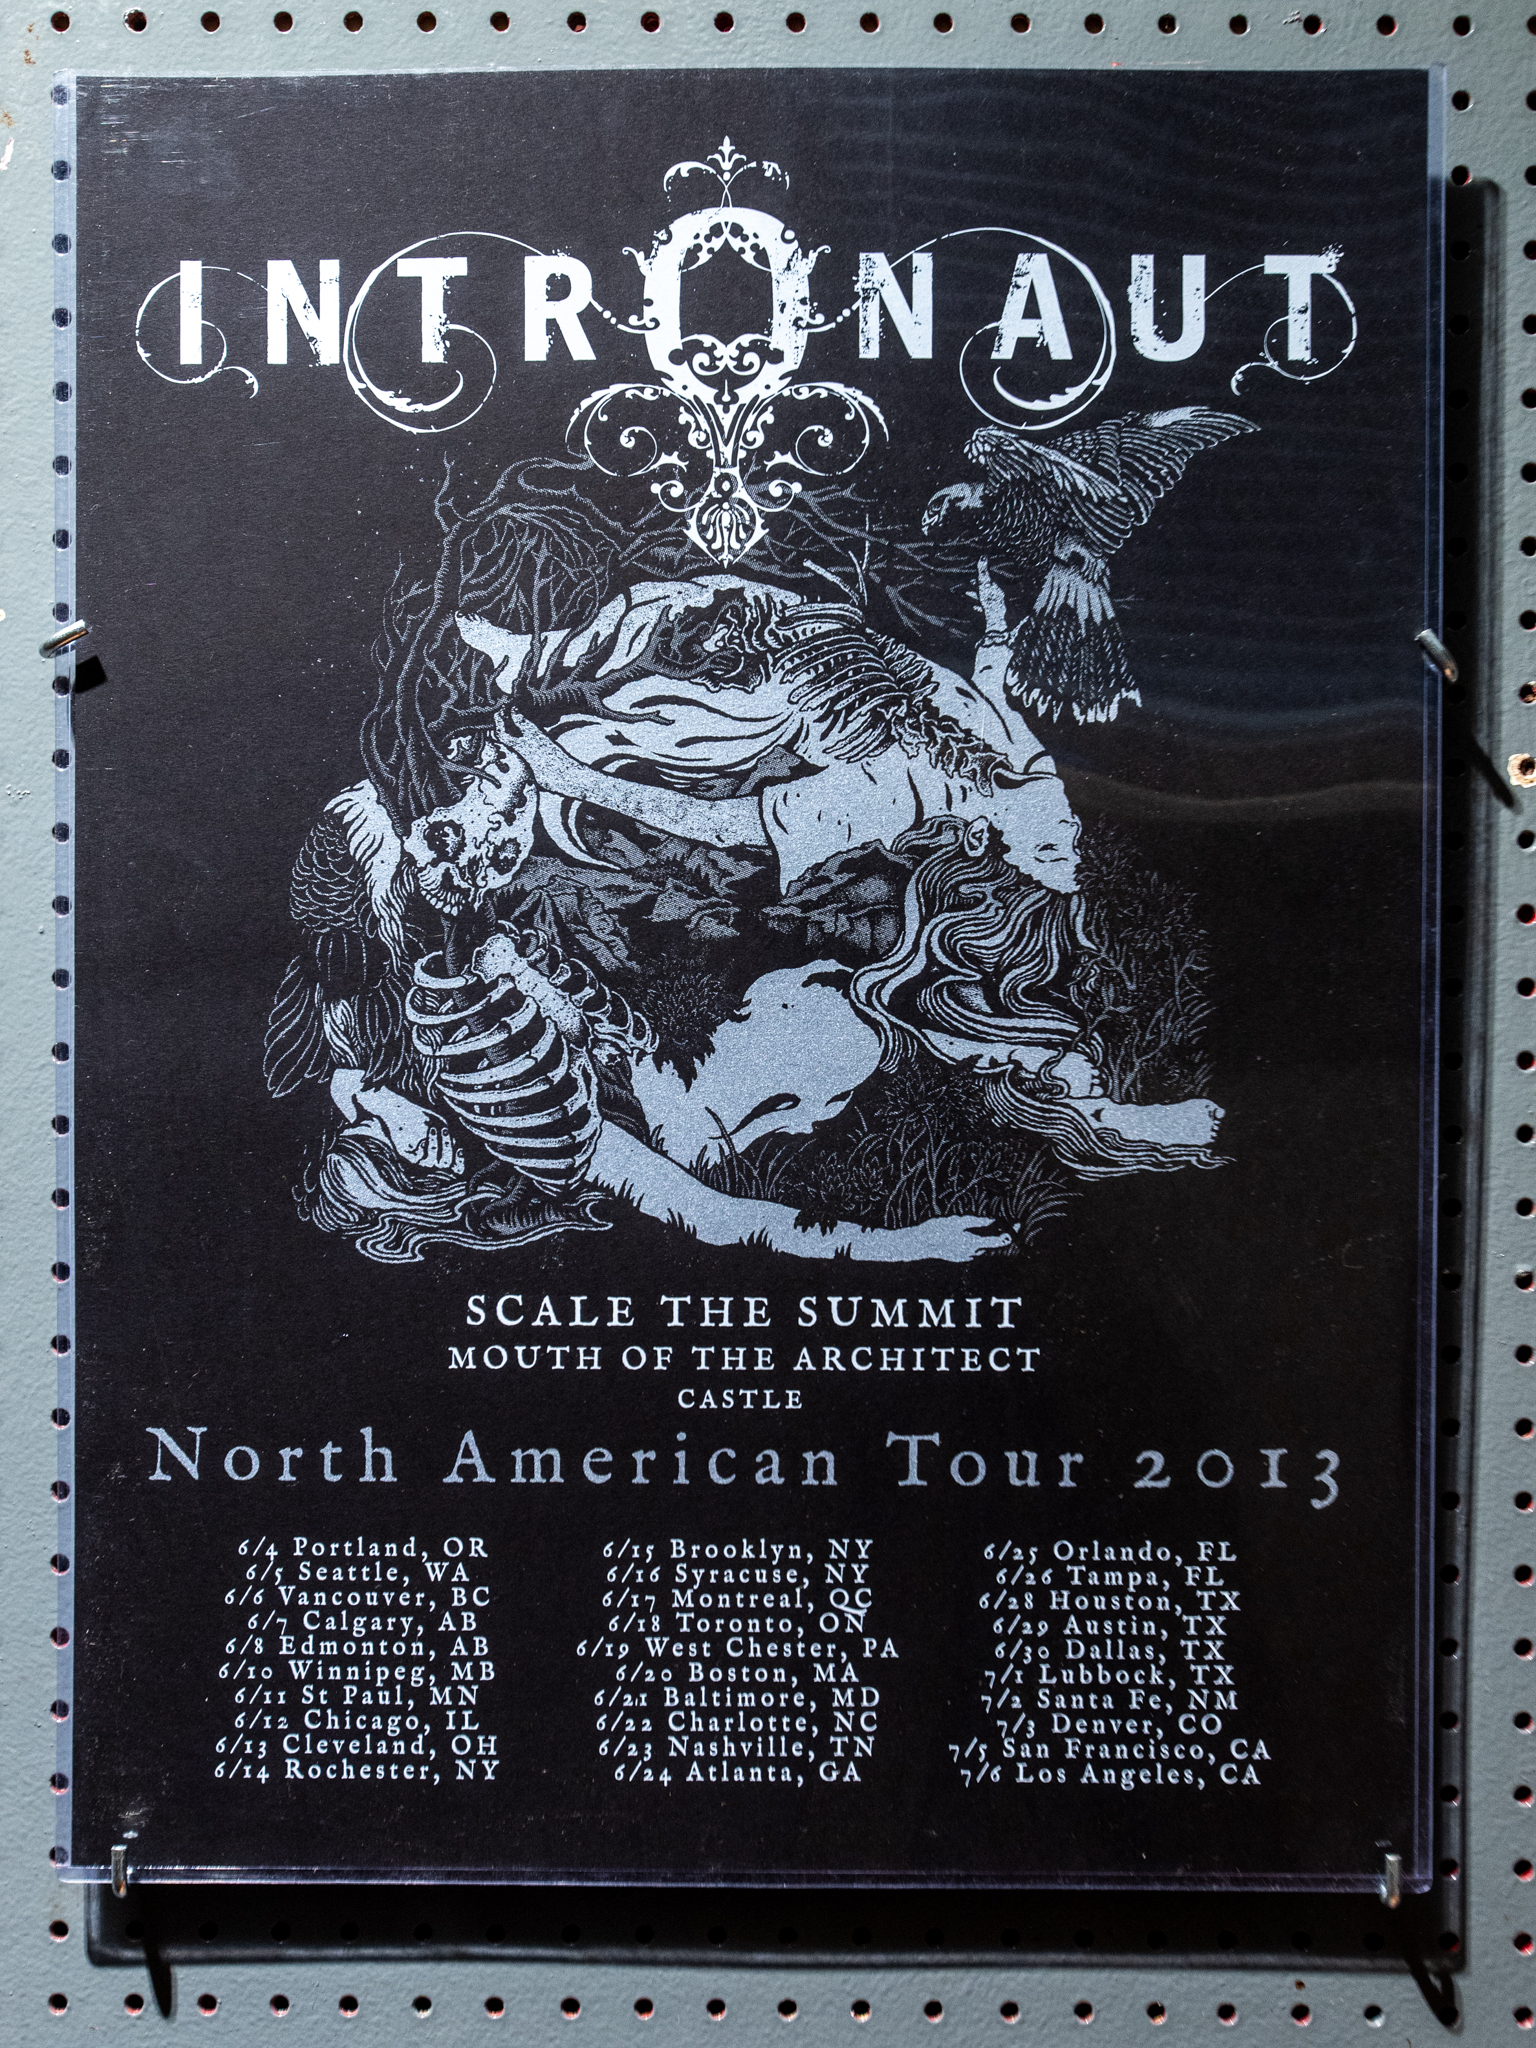 INTRONAUT
SCALE THE SUMMIT
MOUTH OF THE ARCHITECT
CASTLE
North American Tour 2013
6/4 Portland, OR
6/5 Seattle, WA
6/6 Vancouver, BC
6/7 Calgary, AB
6/8 Edmonton, AB
6/10 Winnipeg, MB
6/11 St Paul, MN
6/12 Chicago, IL
6/13 Cleveland, OH
6/14 Rochester, NY
6/15 Brooklyn, NY
6/16 Syracuse, NY
6/17 Montreal, QC
6/18 Toronto, ON
6/19 West Chester, PA
6/20 Boston, MA
6/21 Baltimore, MD
6/22 Charlotte, NC
6/23 Nashville, TN
6/24 Atlanta, GA
6/25 Orlando, FL
6/26 Tampa, FL
6/28 Houston, TX
6/29 Austin, TX
6/30 Dallas, TX
7/1 Lubbock, TX
7/2 Santa Fe, NM
7/3 Denver, CO
7/5 San Francisco, CA
7/6 Los Angeles, CA